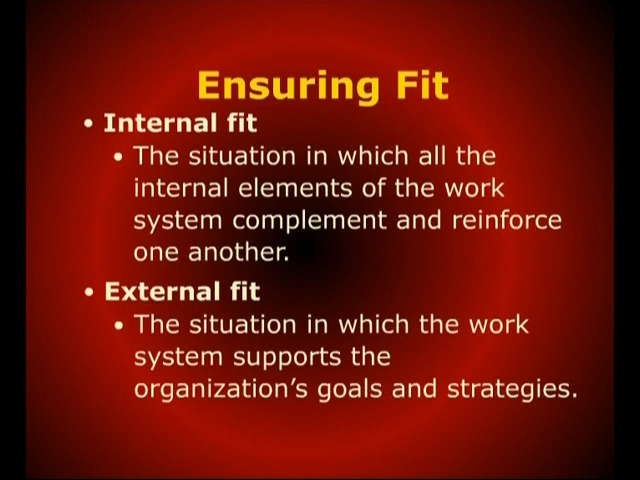 Ensuring Fit
• Internal fit
• The situation in which all the
internal elements of the work
system complement and reinforce
one another.
• External fit
• The situation in which the work
system supports the
organization’s goals and strategies.